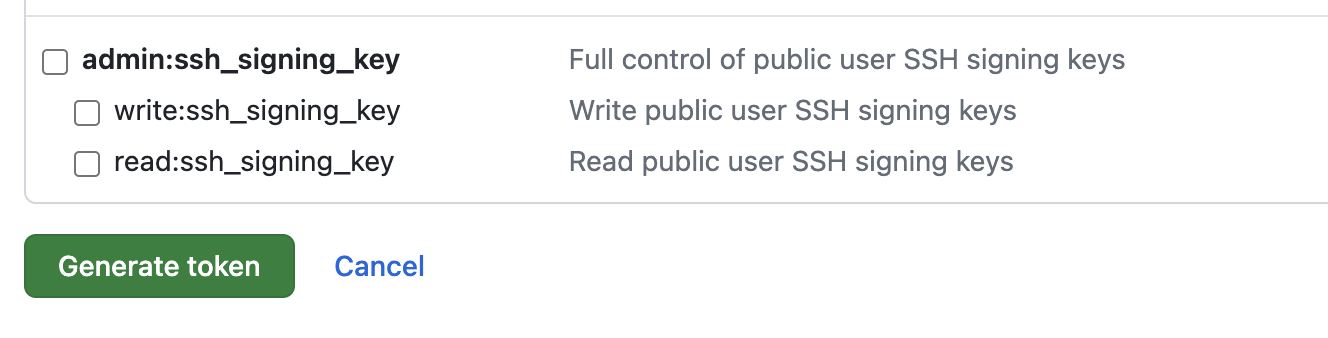 admin:ssh_signing_key Full control of public user SSH signing keys
write:ssh_signing_key Write public user SSH signing keys
read:ssh_signing_key Read public user SSH signing keys
Generate token Cancel